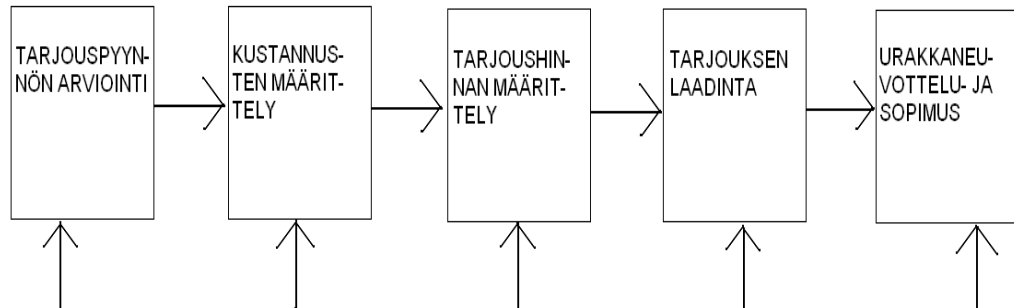 TARJOUSPYYN-
NÖN ARVIOINTI
KUSTANNUS-
TEN MÄÄRIT-
TELY
TARJOUSHIN-
NAN MÄÄRIT-
TELY
TARJOUKSEN
LAADINTA
URAKKANEU-
VOTTELU- JA
SOPIMUS